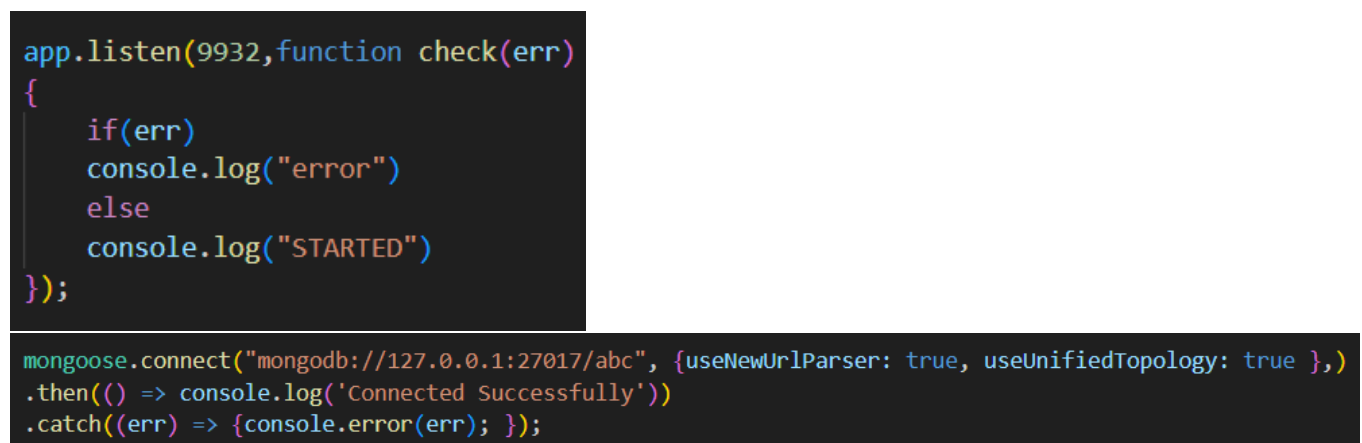 app.listen(9932,function check(err)
{
    if(err)
    console.log("error")
    else
    console.log("STARTED")
});
mongoose.connect("mongodb://127.0.0.1:27017/abc", {useNewUrlParser: true, useUnifiedTopology: true },)
.then(() => console.log('Connected Successfully'))
.catch((err) => {console.error(err); });